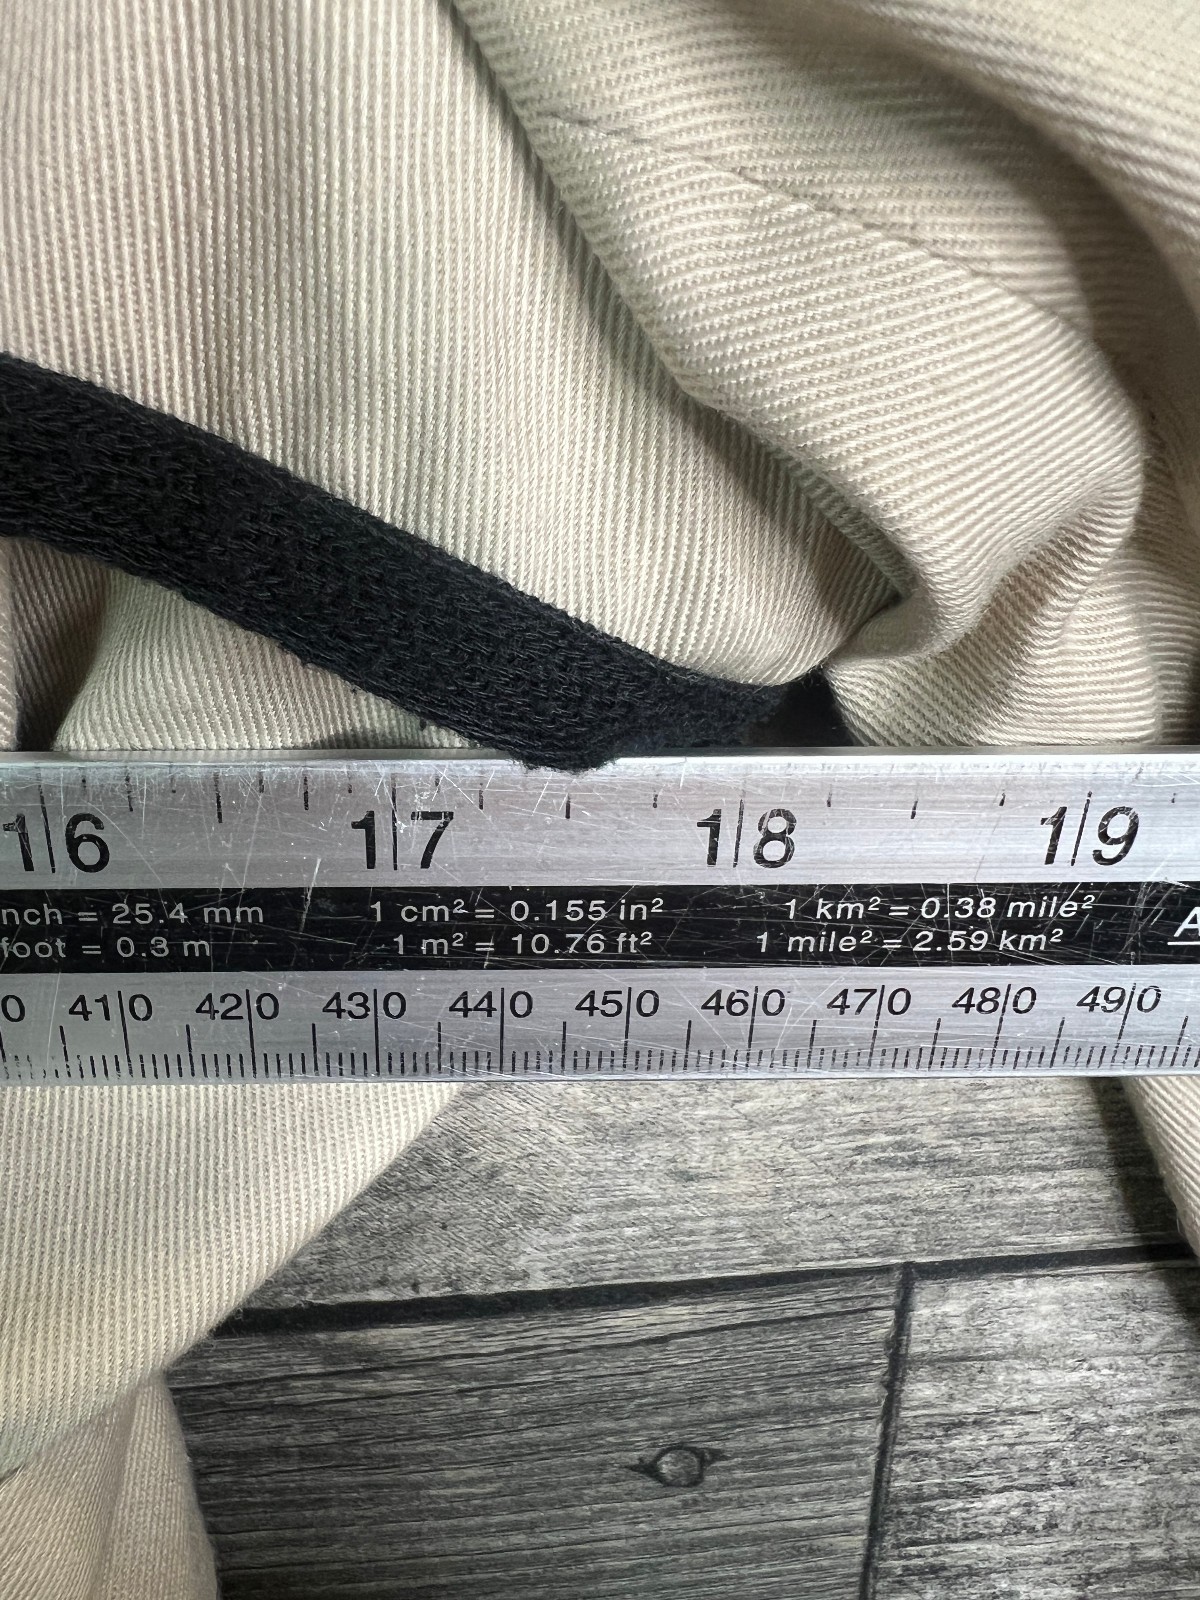 16 17 18 19
nch = 25.4 mm 1 cm² = 0.155 in² 1 km² = 0.38 mile²
foot = 0.3 m 1 m² = 10.76 ft² 1 mile² = 2.59 km²
A
0 410 420 430 440 450 460 470 480 490